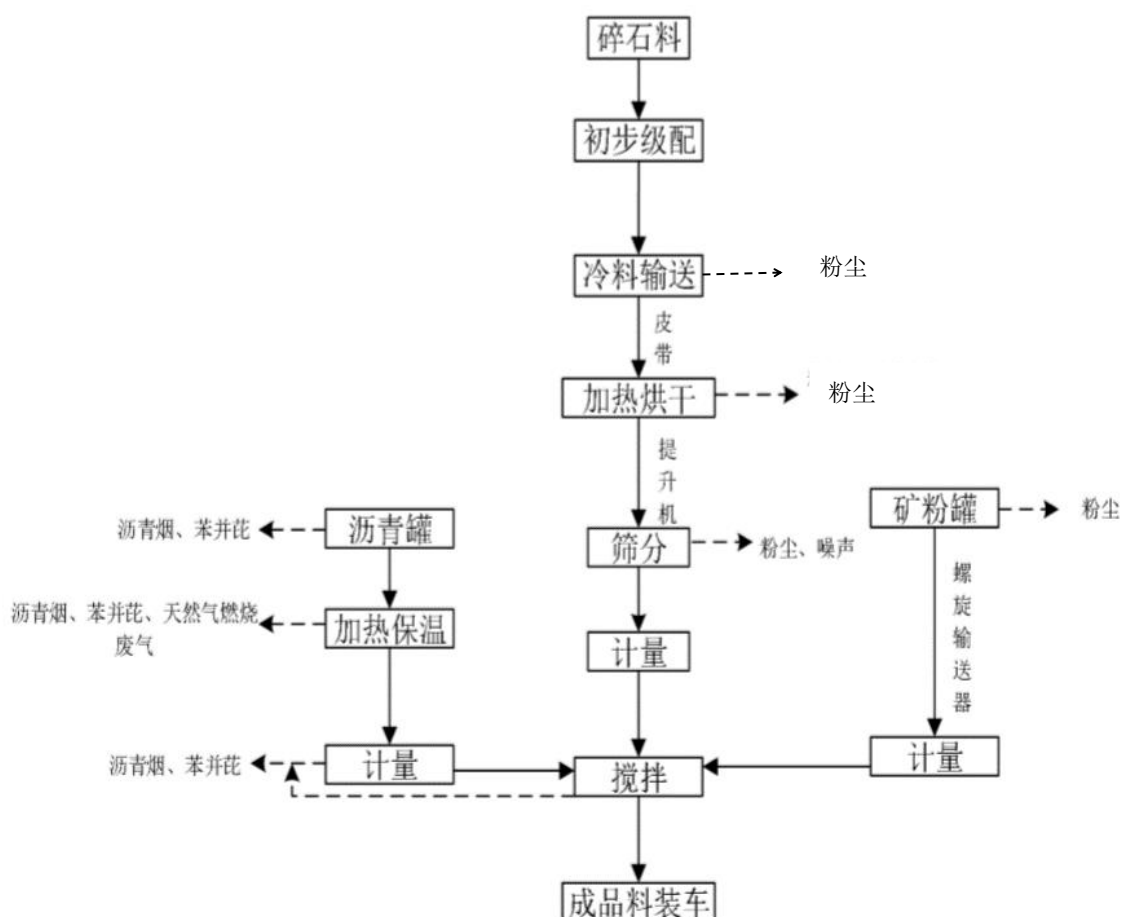 碎石料
初步级配
冷料输送
粉尘
皮带
加热烘干
粉尘
提升机
沥青烟、苯并芘
沥青罐
筛分
粉尘、噪声
矿粉罐
粉尘
沥青烟、苯并芘、天然气燃烧
废气
加热保温
计量
螺旋输送器
沥青烟、苯并芘
计量
搅拌
计量
成品料装车